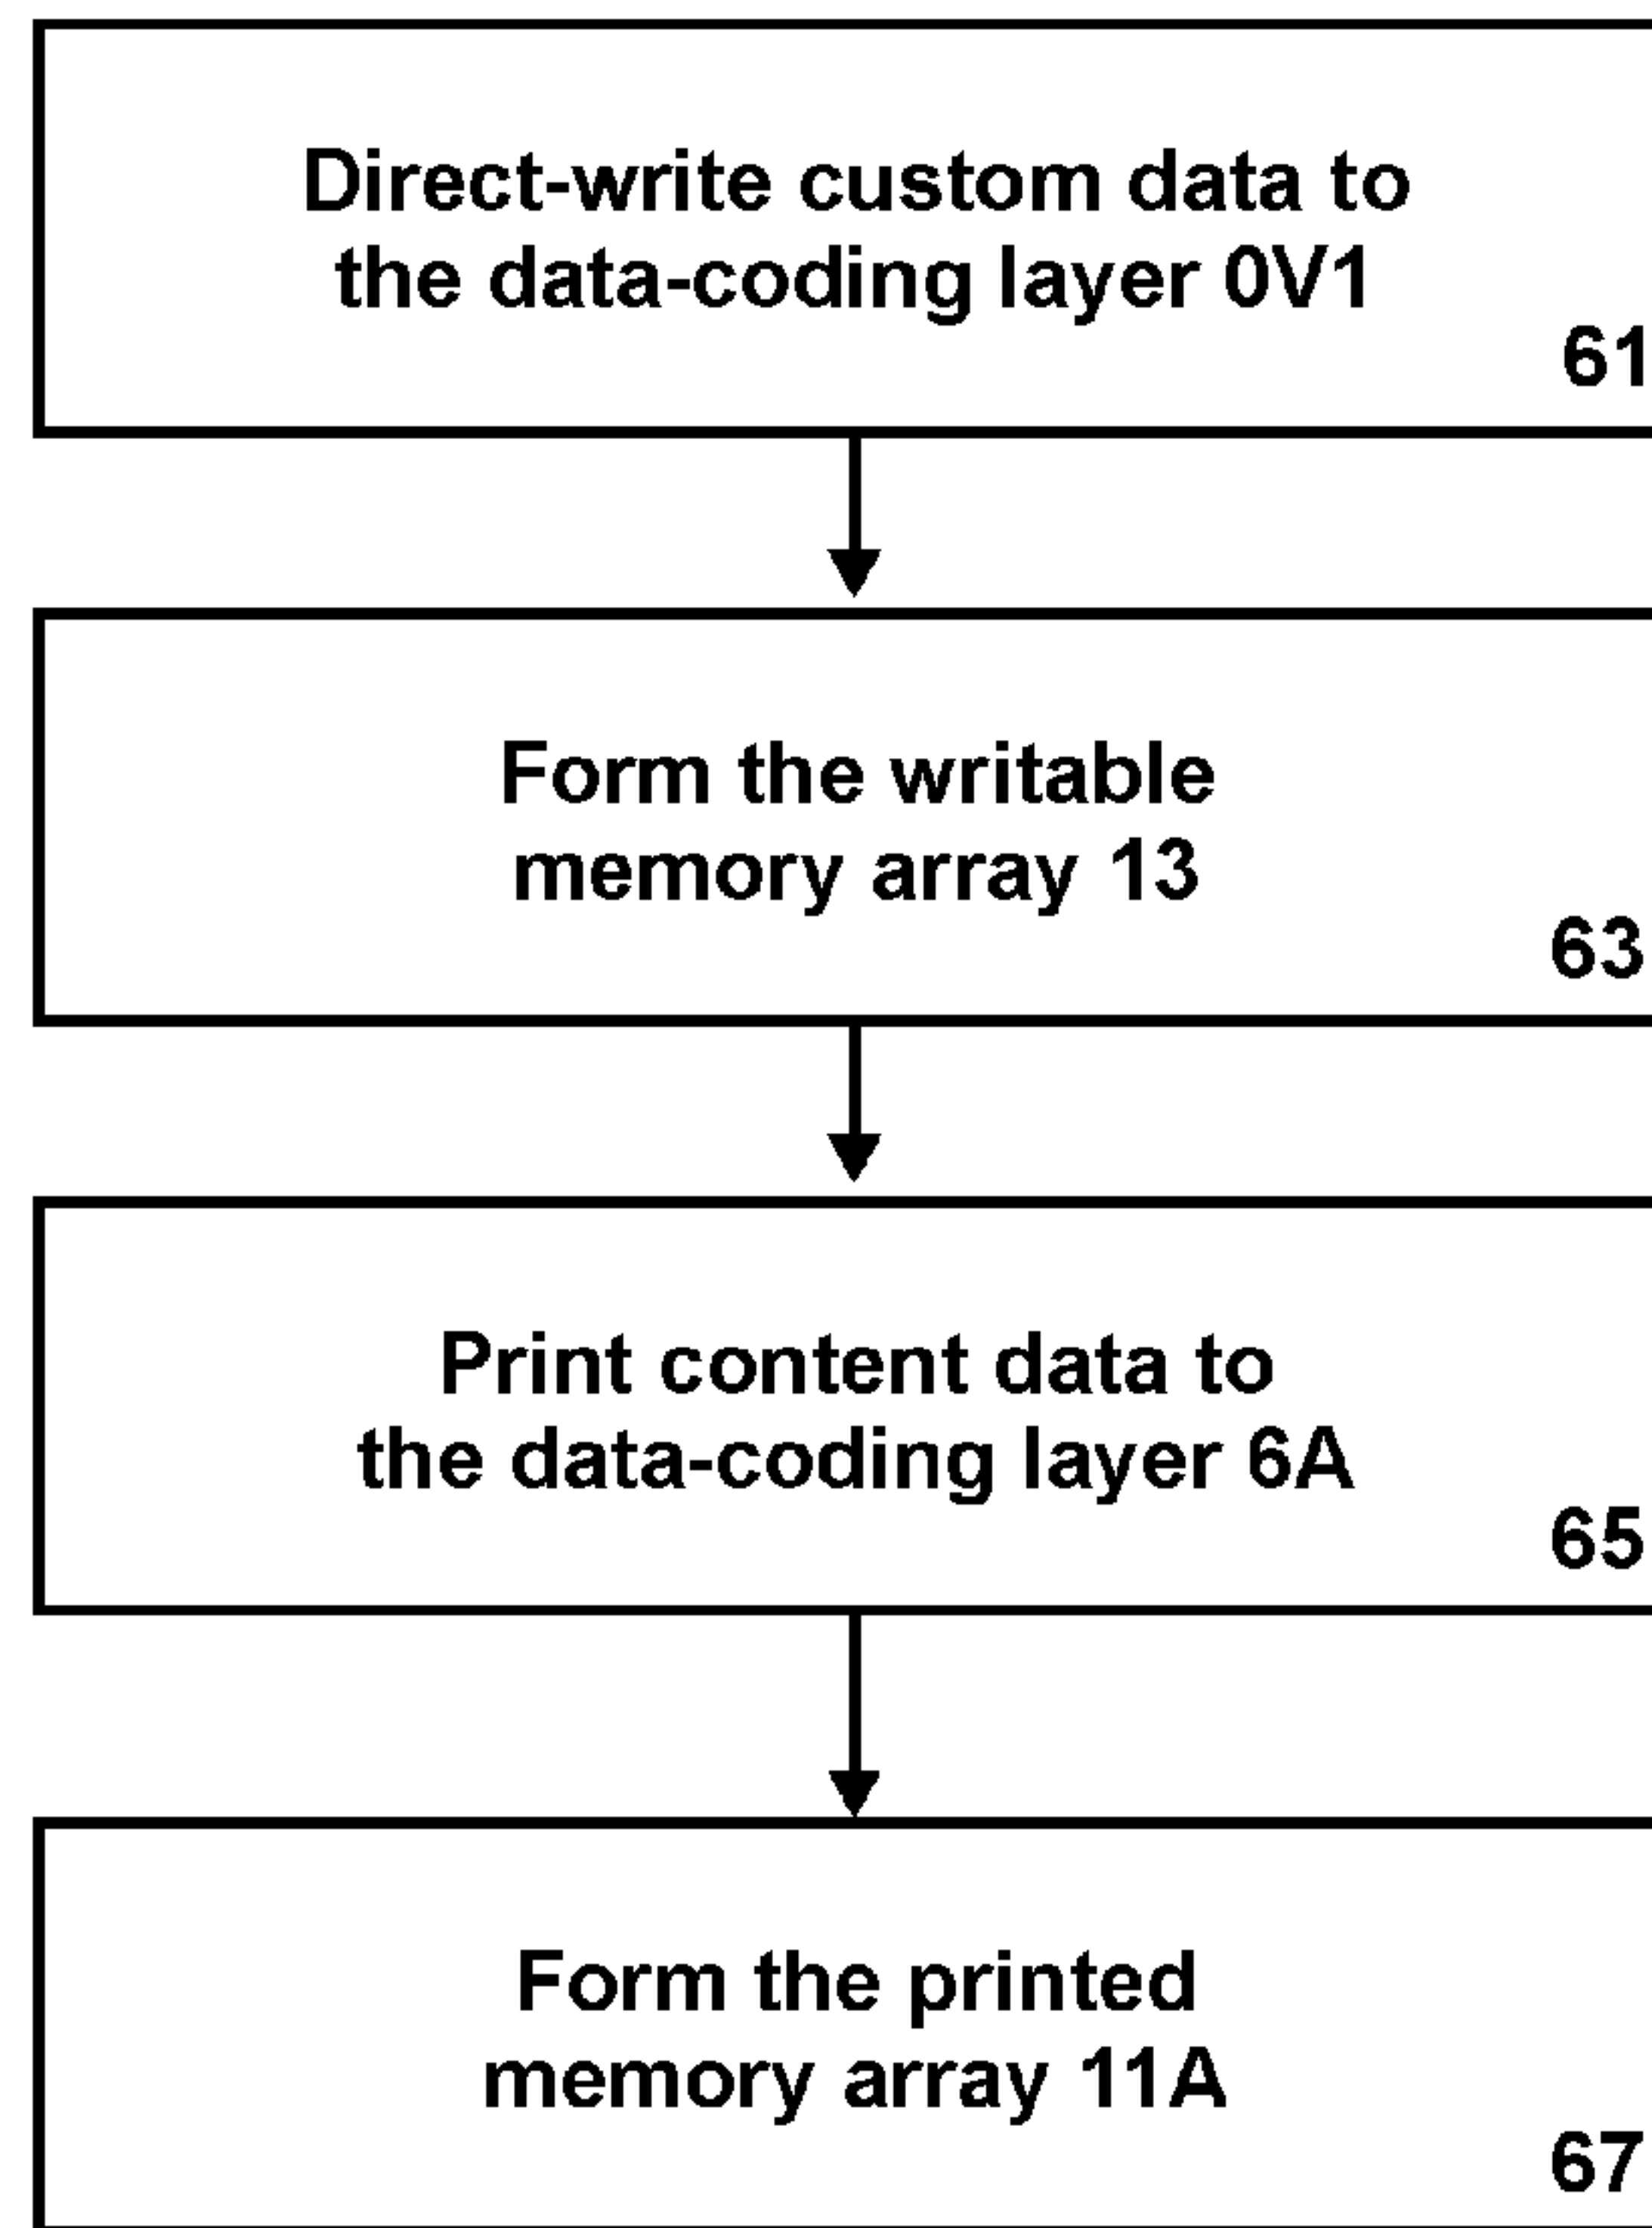 Direct-write custom data to
the data-coding layer 0V1
61
Form the writable
memory array 13
63
Print content data to
the data-coding layer 6A
65
Form the printed
memory array 11A
67